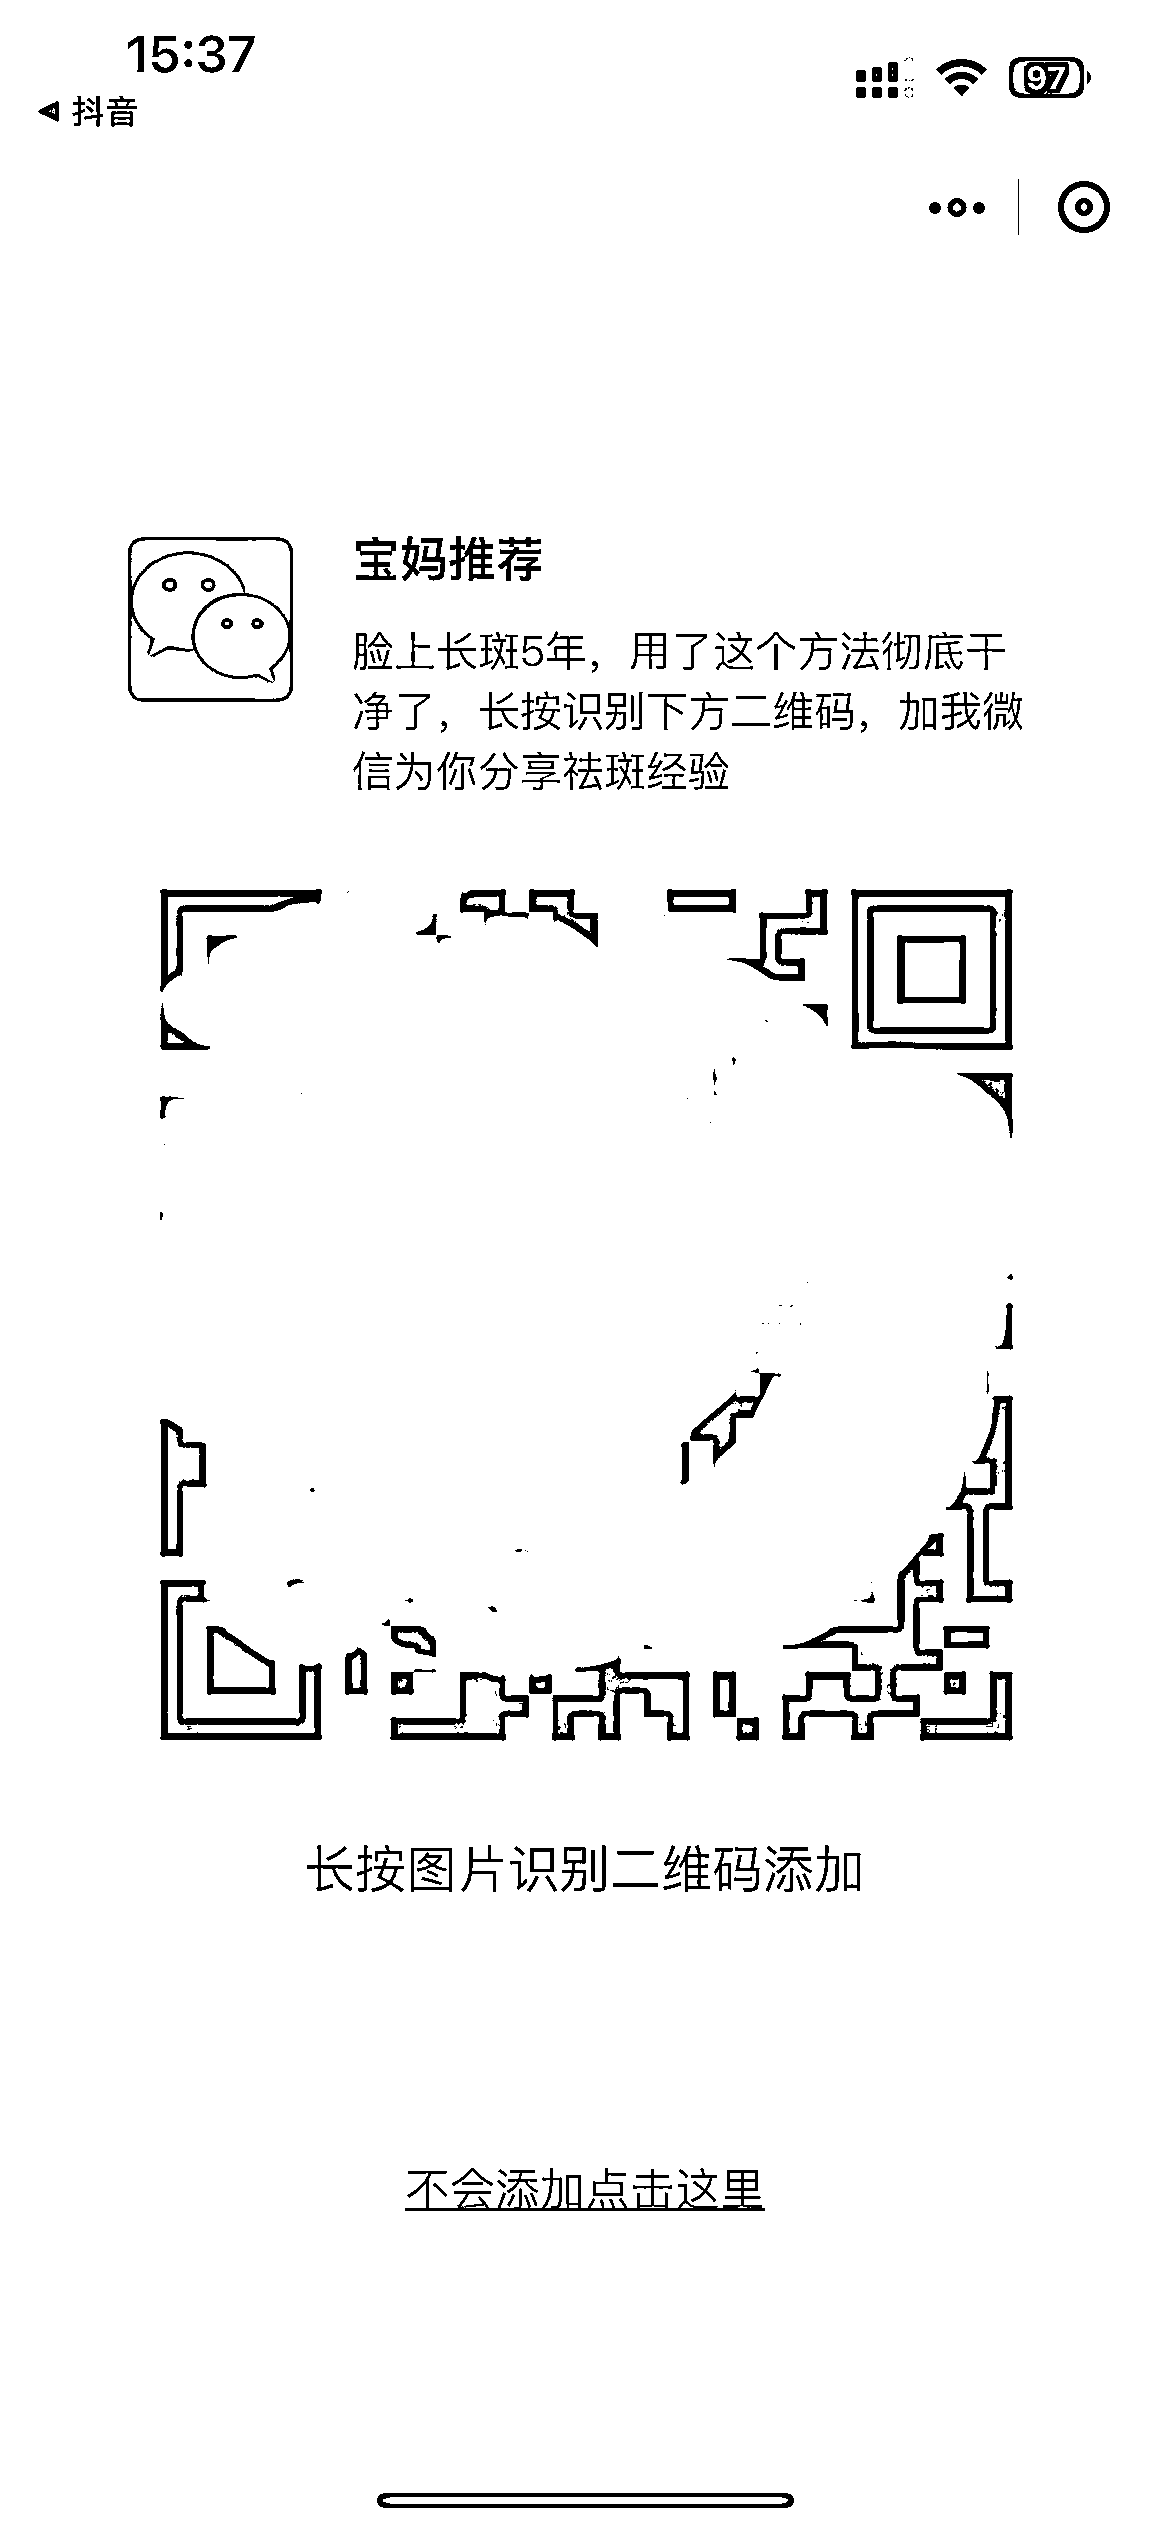 15:37
97
抖音
宝妈推荐
脸上长斑5年，用了这个方法彻底干
净了，长按识别下方二维码，加我微
信为你分享祛斑经验
长按图片识别二维码添加
不会添加点击这里